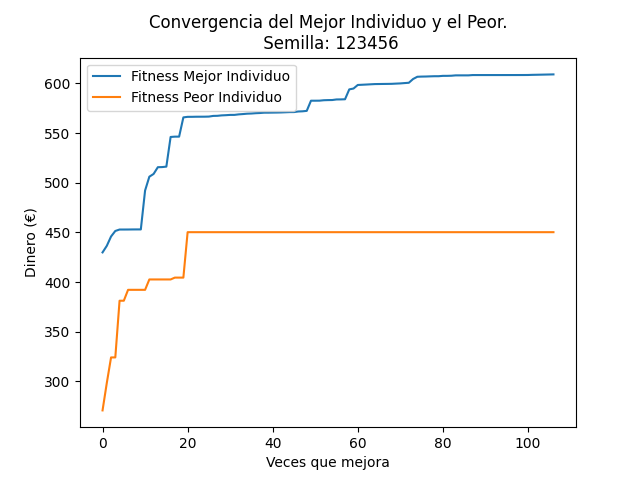 Convergencia del Mejor Individuo y el Peor.
Semilla: 123456
Fitness Mejor Individuo
Fitness Peor Individuo
Dinero (€)
600
550
500
450
400
350
300
0 20 40 60 80 100
Veces que mejora